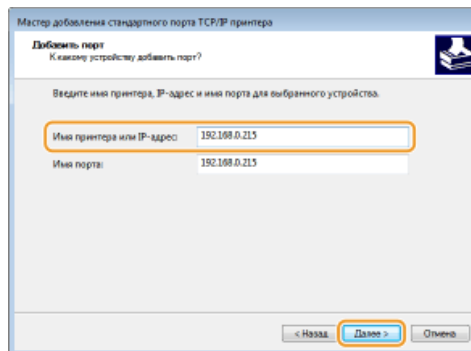 Мастер добавления стандартного порта TCP/IP принтера
Добавить порт
К какому устройству добавить порт?
Введите имя принтера, IP-адрес и имя порта для выбранного устройства.
Имя принтера или IP-адрес: 192.168.0.215
Имя порта: 192.168.0.215
< Назад Далее > Отмена